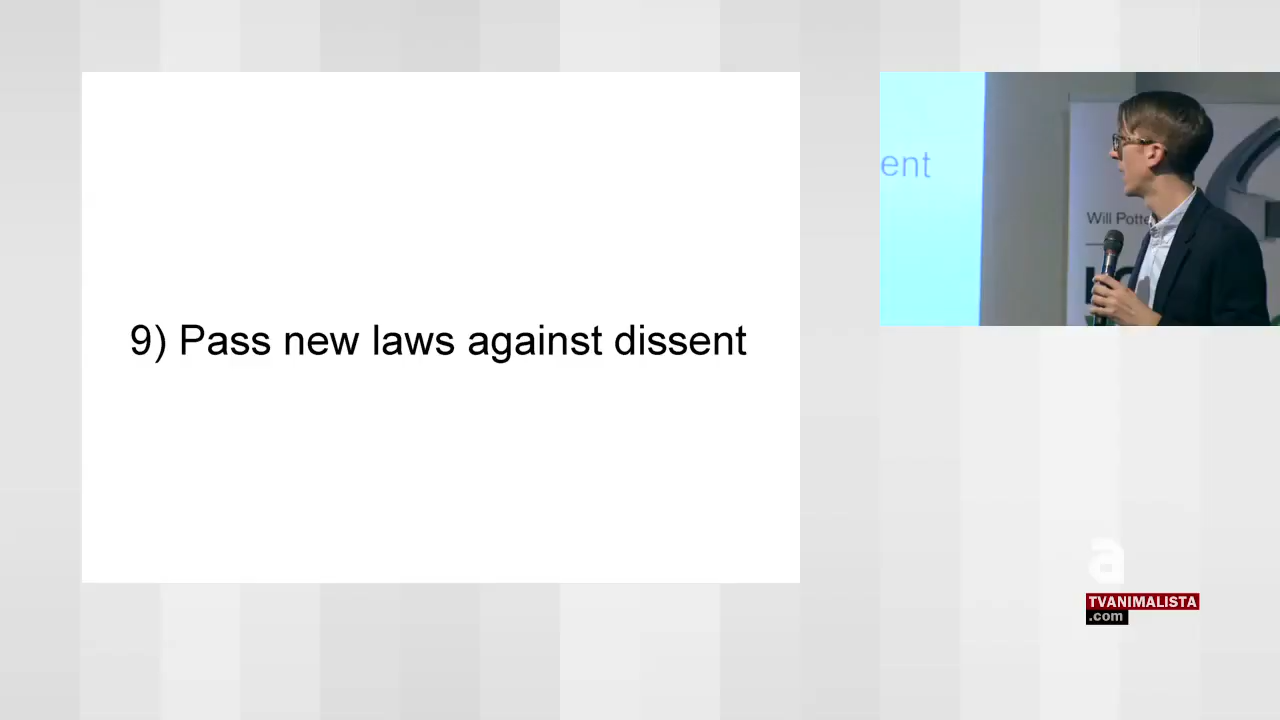 9) Pass new laws against dissent
ent
Will Potte
TVANIMALISTA
.com